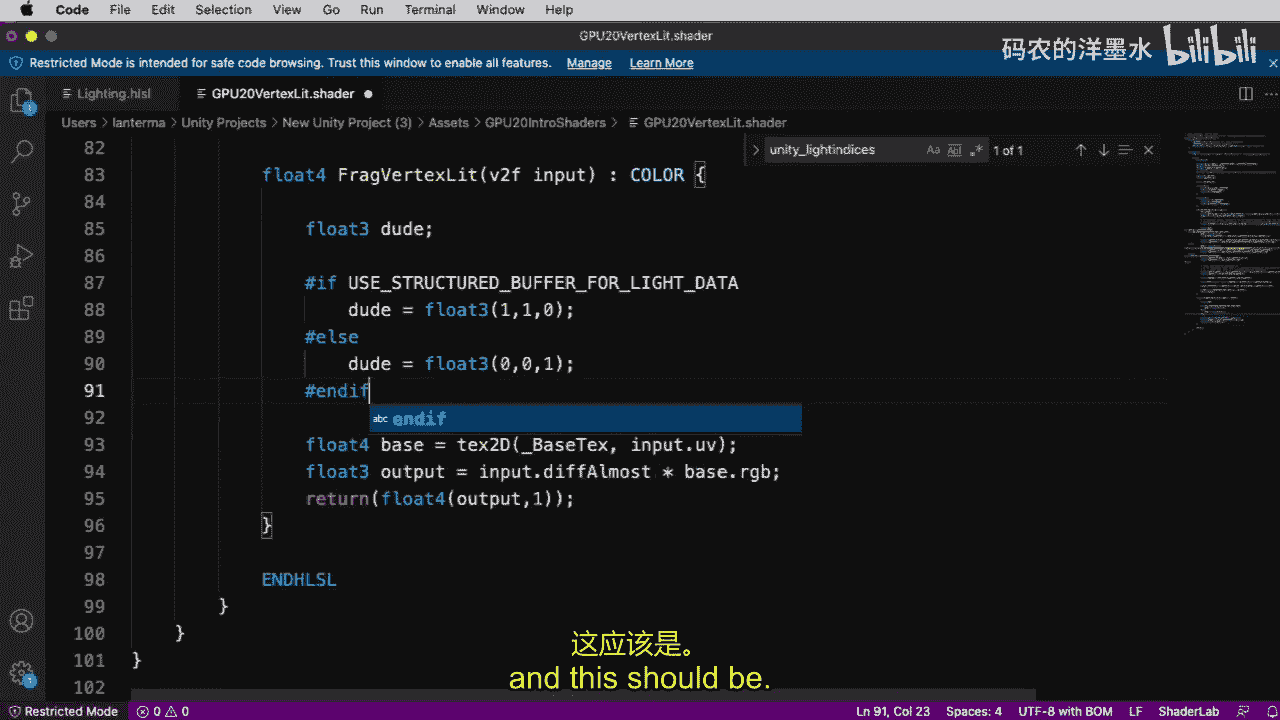 Code File Edit Selection View Go Run Terminal Window Help
GPU20VertexLit.shader
码农的洋墨水 bilibili
Restricted Mode is intended for safe code browsing. Trust this window to enable all features. Manage Learn More
Lighting.hlsl GPU20VertexLit.shader
Users > lanterma > Unity Projects > New Unity Project (3) > Assets > GPU20IntroShaders > GPU20VertexLit.shader
unity_lightindices Aa ab .* 1 of 1
82
83 float4 FragVertexLit(v2f input) : COLOR {
84
85 float3 dude;
86
87 #if USE_STRUCTURED_BUFFER_FOR_LIGHT_DATA
88 dude = float3(1,1,0);
89 #else
90 dude = float3(0,0,1);
91 #endif
abc endif
92
93 float4 base = tex2D(_BaseTex, input.uv);
94 float3 output = input.diffAlmost * base.rgb;
95 return(float4(output,1));
96 }
97
98 ENDHLSL
99 }
100 }
101 }
102
这应该是。
and this should be.
Restricted Mode 0 0 Ln 91, Col 23 Spaces: 4 UTF-8 with BOM LF ShaderLab